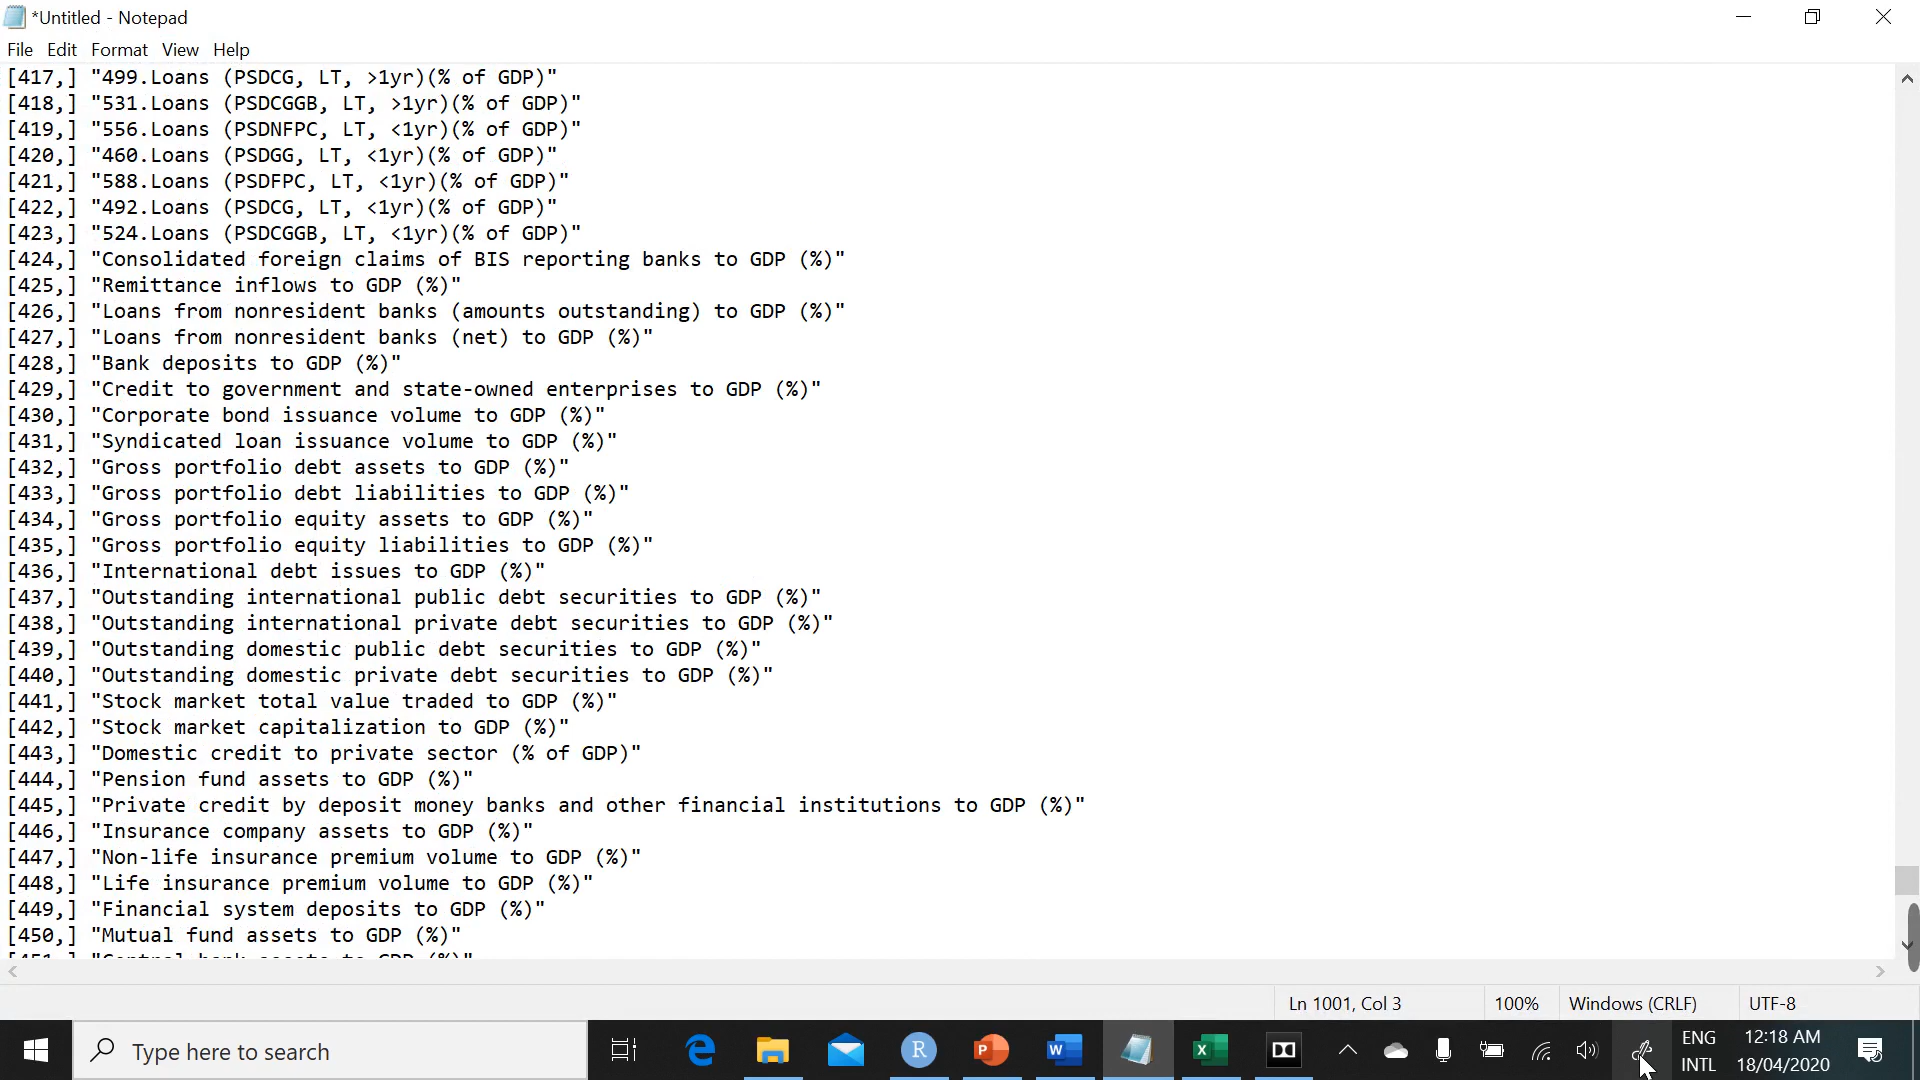 *Untitled - Notepad
File Edit Format View Help
[417,] "499.Loans (PSDCG, LT, >1yr)(% of GDP)"
[418,] "531.Loans (PSDCGGB, LT, >1yr)(% of GDP)"
[419,] "556.Loans (PSDNFPC, LT, <1yr)(% of GDP)"
[420,] "460.Loans (PSDGG, LT, <1yr)(% of GDP)"
[421,] "588.Loans (PSDFPC, LT, <1yr)(% of GDP)"
[422,] "492.Loans (PSDCG, LT, <1yr)(% of GDP)"
[423,] "524.Loans (PSDCGGB, LT, <1yr)(% of GDP)"
[424,] "Consolidated foreign claims of BIS reporting banks to GDP (%)"
[425,] "Remittance inflows to GDP (%)"
[426,] "Loans from nonresident banks (amounts outstanding) to GDP (%)"
[427,] "Loans from nonresident banks (net) to GDP (%)"
[428,] "Bank deposits to GDP (%)"
[429,] "Credit to government and state-owned enterprises to GDP (%)"
[430,] "Corporate bond issuance volume to GDP (%)"
[431,] "Syndicated loan issuance volume to GDP (%)"
[432,] "Gross portfolio debt assets to GDP (%)"
[433,] "Gross portfolio debt liabilities to GDP (%)"
[434,] "Gross portfolio equity assets to GDP (%)"
[435,] "Gross portfolio equity liabilities to GDP (%)"
[436,] "International debt issues to GDP (%)"
[437,] "Outstanding international public debt securities to GDP (%)"
[438,] "Outstanding international private debt securities to GDP (%)"
[439,] "Outstanding domestic public debt securities to GDP (%)"
[440,] "Outstanding domestic private debt securities to GDP (%)"
[441,] "Stock market total value traded to GDP (%)"
[442,] "Stock market capitalization to GDP (%)"
[443,] "Domestic credit to private sector (% of GDP)"
[444,] "Pension fund assets to GDP (%)"
[445,] "Private credit by deposit money banks and other financial institutions to GDP (%)"
[446,] "Insurance company assets to GDP (%)"
[447,] "Non-life insurance premium volume to GDP (%)"
[448,] "Life insurance premium volume to GDP (%)"
[449,] "Financial system deposits to GDP (%)"
[450,] "Mutual fund assets to GDP (%)"
[451,] "Central bank assets to GDP (%)"
Ln 1001, Col 3 100% Windows (CRLF) UTF-8
Type here to search
ENG 12:18 AM
INTL 18/04/2020